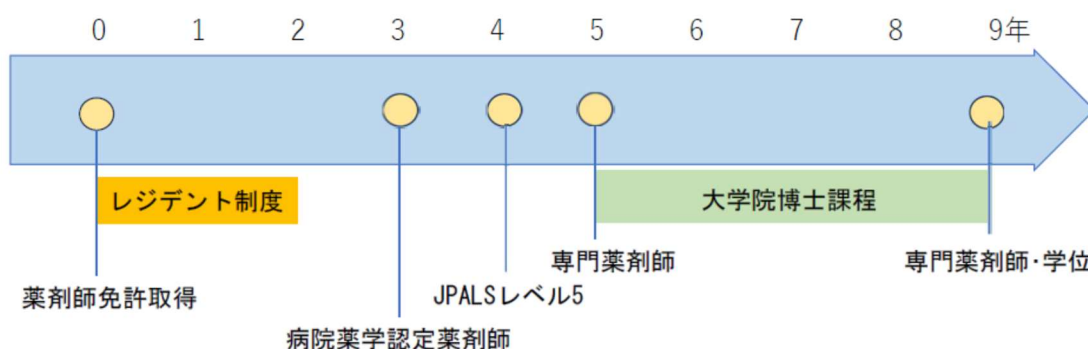 0 1 2 3 4 5 6 7 8 9年
レジデント制度
大学院博士課程
専門薬剤師
専門薬剤師・学位
薬剤師免許取得
JPALSレベル5
病院薬学認定薬剤師